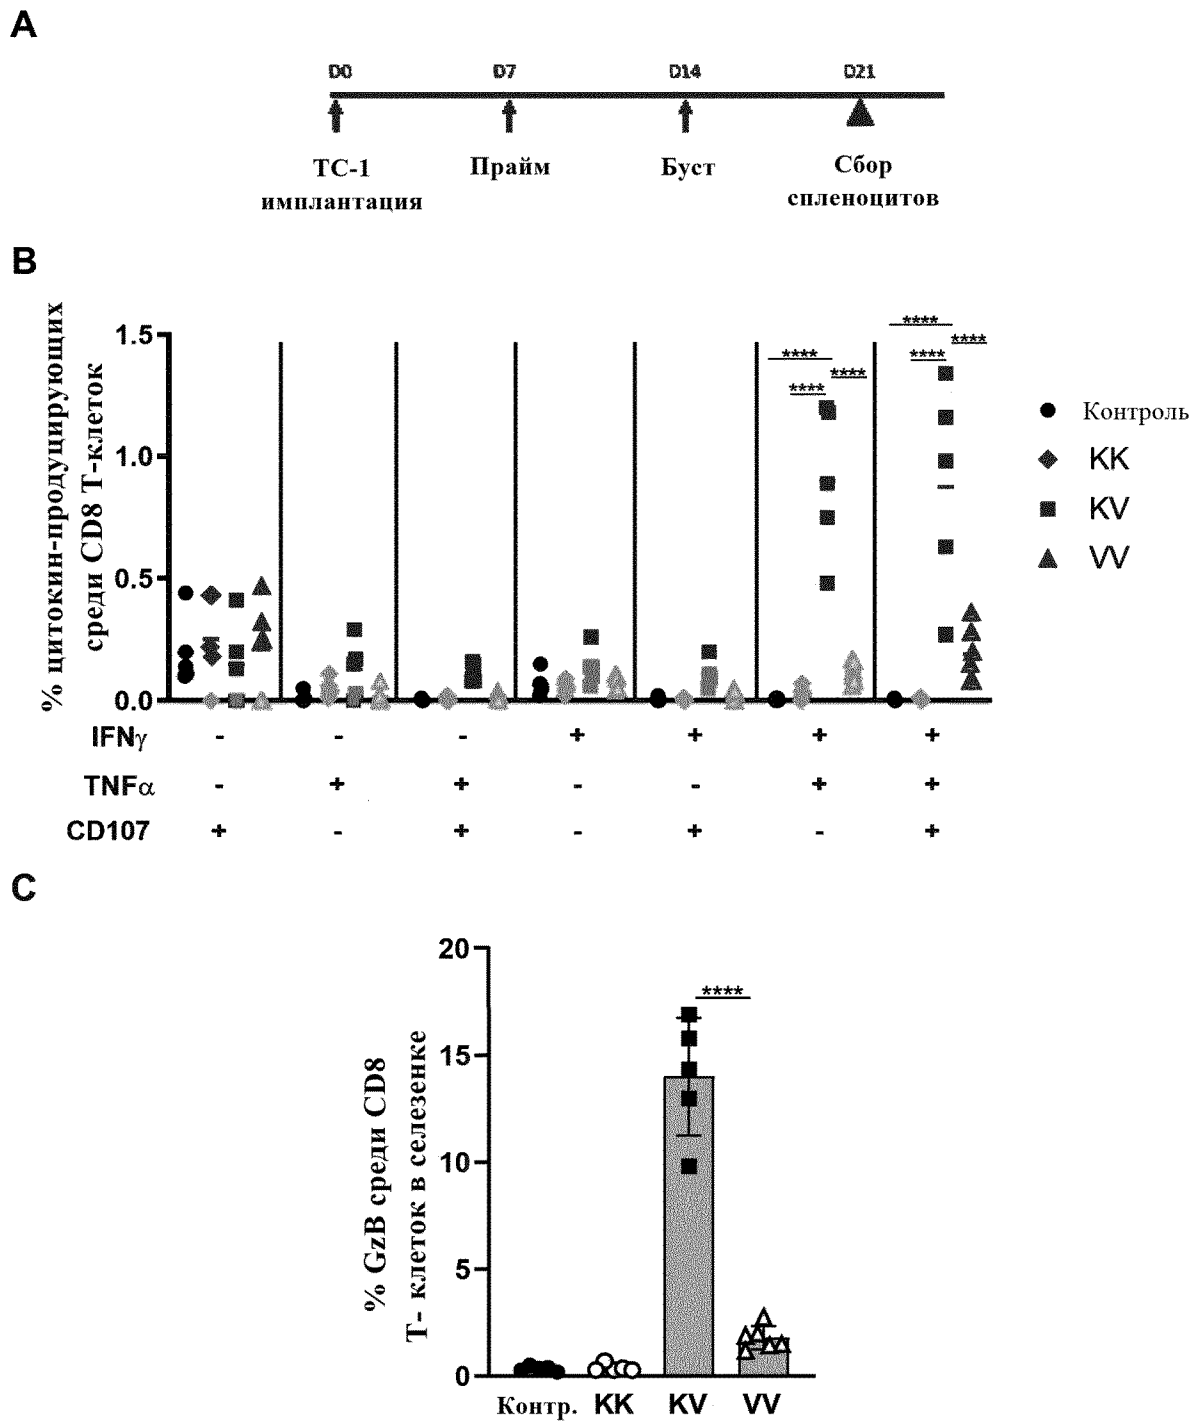 A
D0 D7 D14 D21
ТС-1 имплантация
Прайм
Буст
Сбор спленоцитов
B
% цитокин-продуцирующих
среди CD8 Т-клеток
1.5
1.0
0.5
0.0
**** **** ****
**** **** ****
Контроль
KK
KV
VV
IFNγ - - - + + + +
TNFα - + + - - + +
CD107 + - + - + - +
C
% GzB среди CD8
Т- клеток в селезенке
20
15
10
5
0
****
Контр. KK KV VV